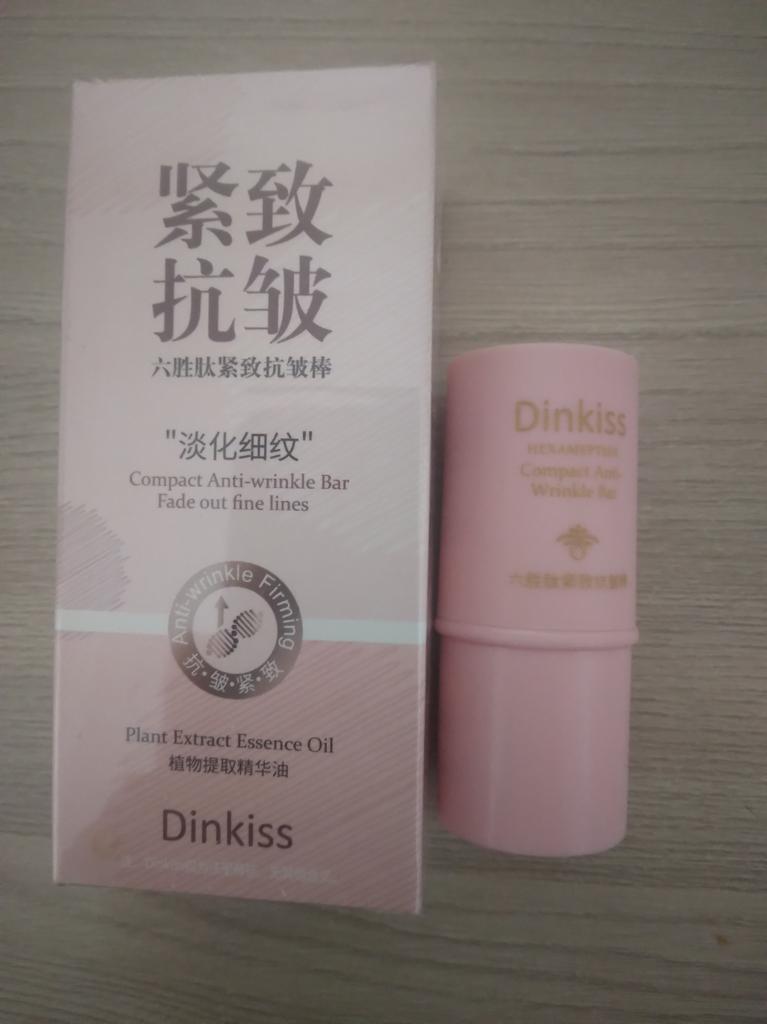 紧致
抗皱
六胜肽紧致抗皱棒
"淡化细纹"
Compact Anti-wrinkle Bar
Fade out fine lines
Anti-wrinkle Firming
抗·皱·紧·致
Plant Extract Essence Oil
植物提取精华油
Dinkiss
Dinkiss
HEXAMEPTIDE
Compact Anti-
Wrinkle Bar
六胜肽紧致抗皱棒